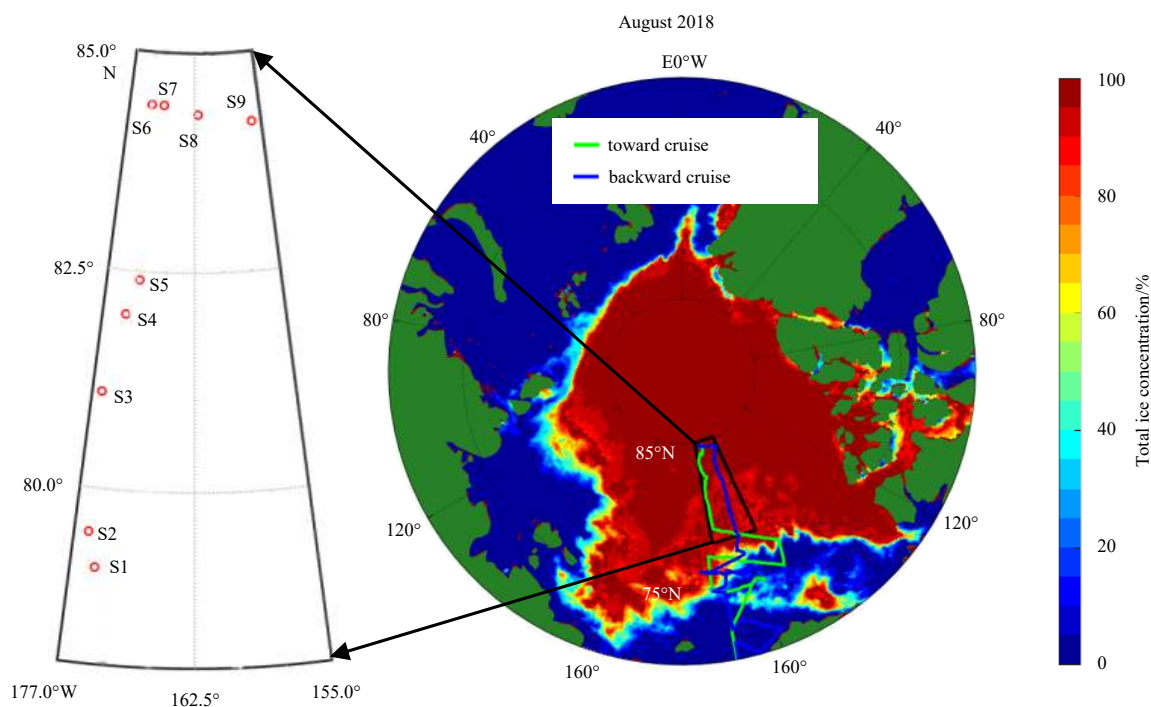 August 2018
E0°W
85.0°
N
S7
S9
S6
S8
82.5°
S5
S4
S3
80.0°
S2
S1
177.0°W
162.5°
155.0°
toward cruise
backward cruise
40°
40°
80°
80°
85°N
120°
120°
75°N
160°
160°
100
80
60
40
20
0
Total ice concentration/%